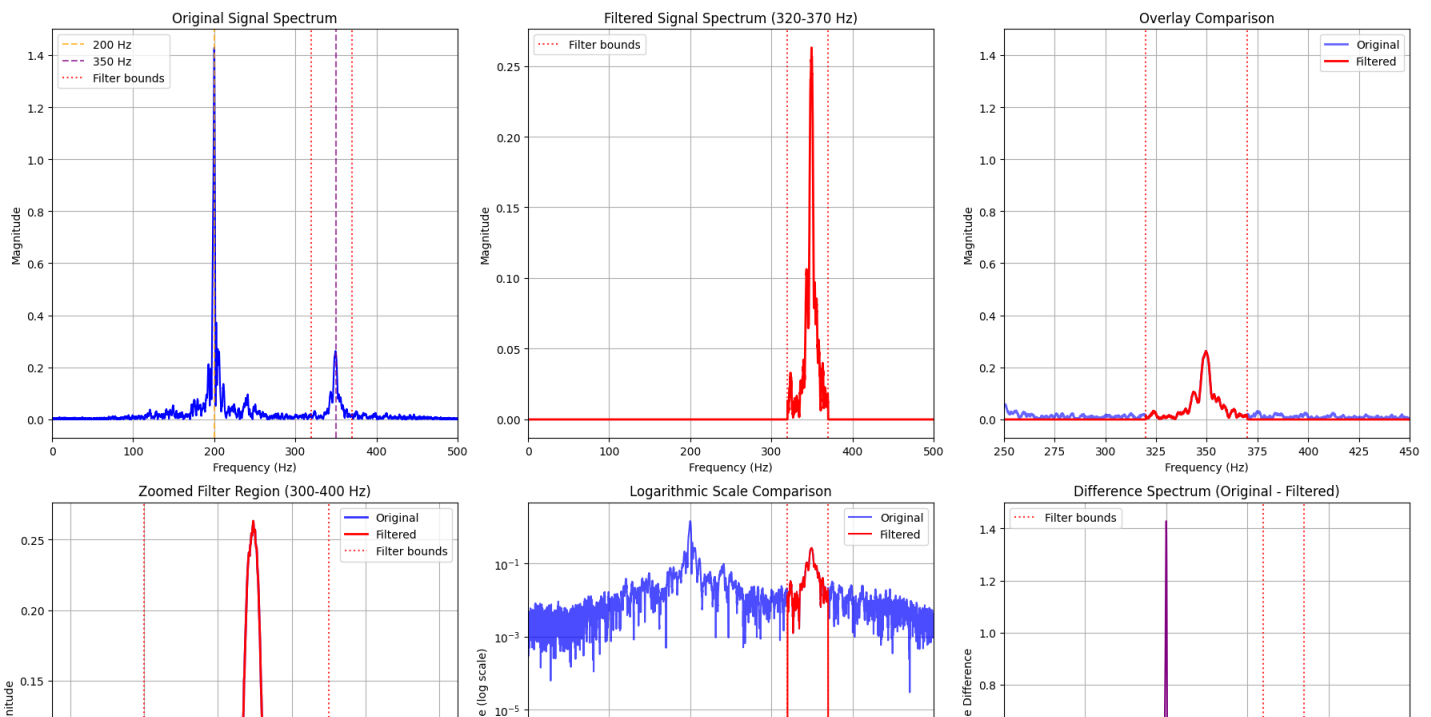 Original Signal Spectrum
200 Hz
350 Hz
Filter bounds
1.4
1.2
1.0
0.8
0.6
0.4
0.2
0.0
Magnitude
0
100
200
300
400
500
Frequency (Hz)
Filtered Signal Spectrum (320-370 Hz)
Filter bounds
0.25
0.20
0.15
0.10
0.05
0.00
Magnitude
0
100
200
300
400
500
Frequency (Hz)
Overlay Comparison
Original
Filtered
1.4
1.2
1.0
0.8
0.6
0.4
0.2
0.0
Magnitude
250
275
300
325
350
375
400
425
450
Frequency (Hz)
Zoomed Filter Region (300-400 Hz)
Original
Filtered
Filter bounds
0.25
0.20
0.15
nitude
Logarithmic Scale Comparison
Original
Filtered
10⁻¹
10⁻³
10⁻⁵
e (log scale)
Difference Spectrum (Original - Filtered)
Filter bounds
1.4
1.2
1.0
0.8
e Difference